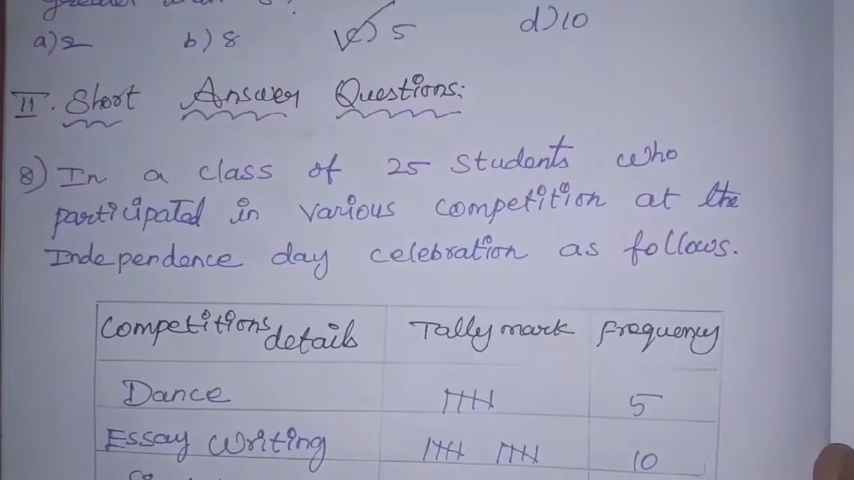 a) 2 b) 8 c) 5 d) 10
II. Short Answer Questions:
8) In a class of 25 students who
participated in various competition at the
Independence day celebration as follows.
Competitions details Tally mark Frequency
Dance 5
Essay writing 10